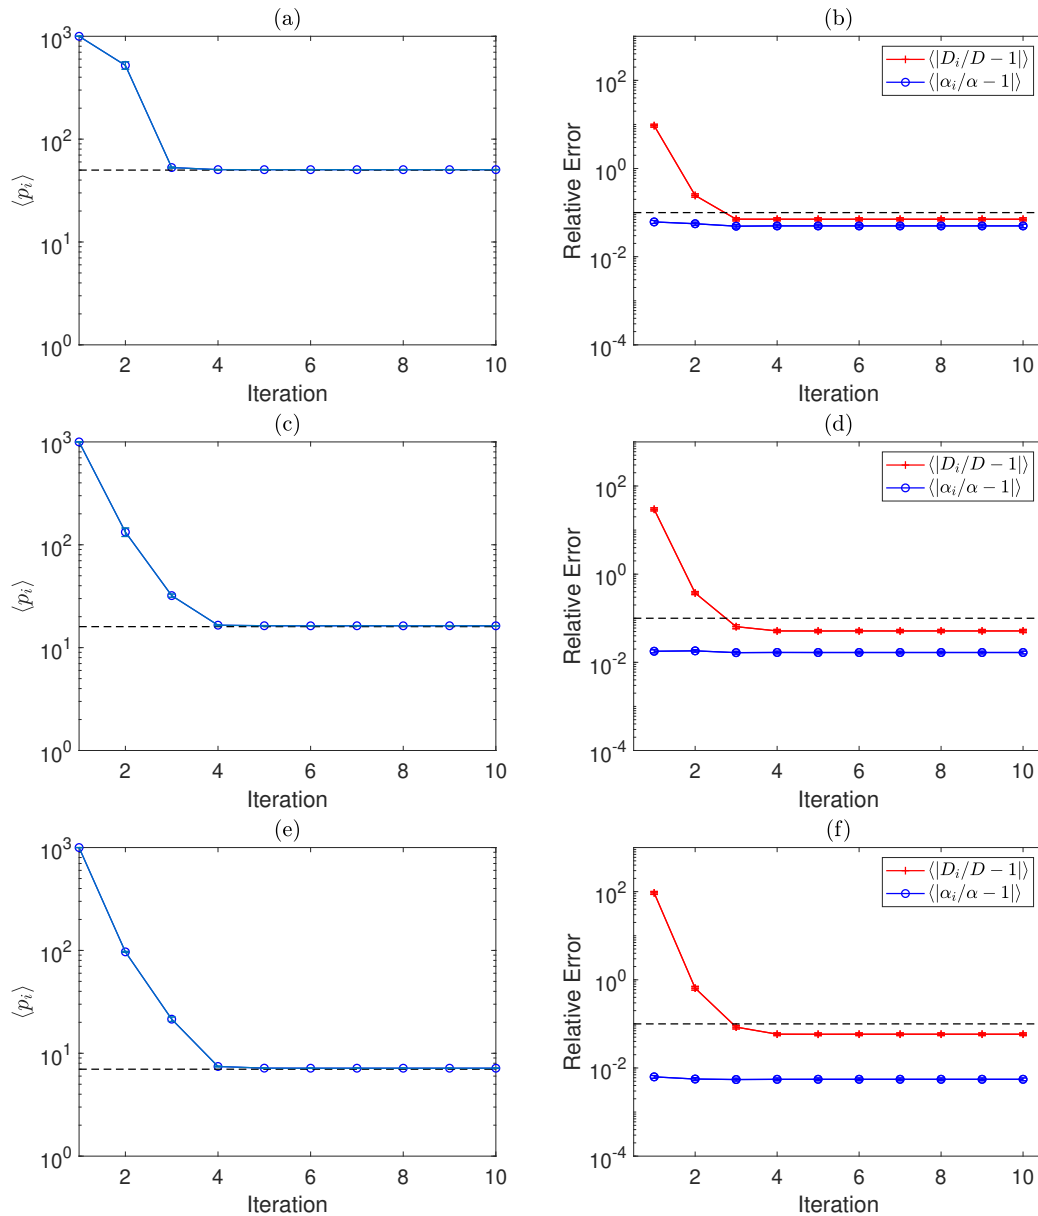 (a)
10^3
10^2
10^1
10^0
⟨p_i⟩
2 4 6 8 10
Iteration
(b)
⟨|D_i/D − 1|⟩
⟨|α_i/α − 1|⟩
10^2
10^0
10^-2
10^-4
Relative Error
2 4 6 8 10
Iteration
(c)
10^3
10^2
10^1
10^0
⟨p_i⟩
2 4 6 8 10
Iteration
(d)
⟨|D_i/D − 1|⟩
⟨|α_i/α − 1|⟩
10^2
10^0
10^-2
10^-4
Relative Error
2 4 6 8 10
Iteration
(e)
10^3
10^2
10^1
10^0
⟨p_i⟩
2 4 6 8 10
Iteration
(f)
⟨|D_i/D − 1|⟩
⟨|α_i/α − 1|⟩
10^2
10^0
10^-2
10^-4
Relative Error
2 4 6 8 10
Iteration